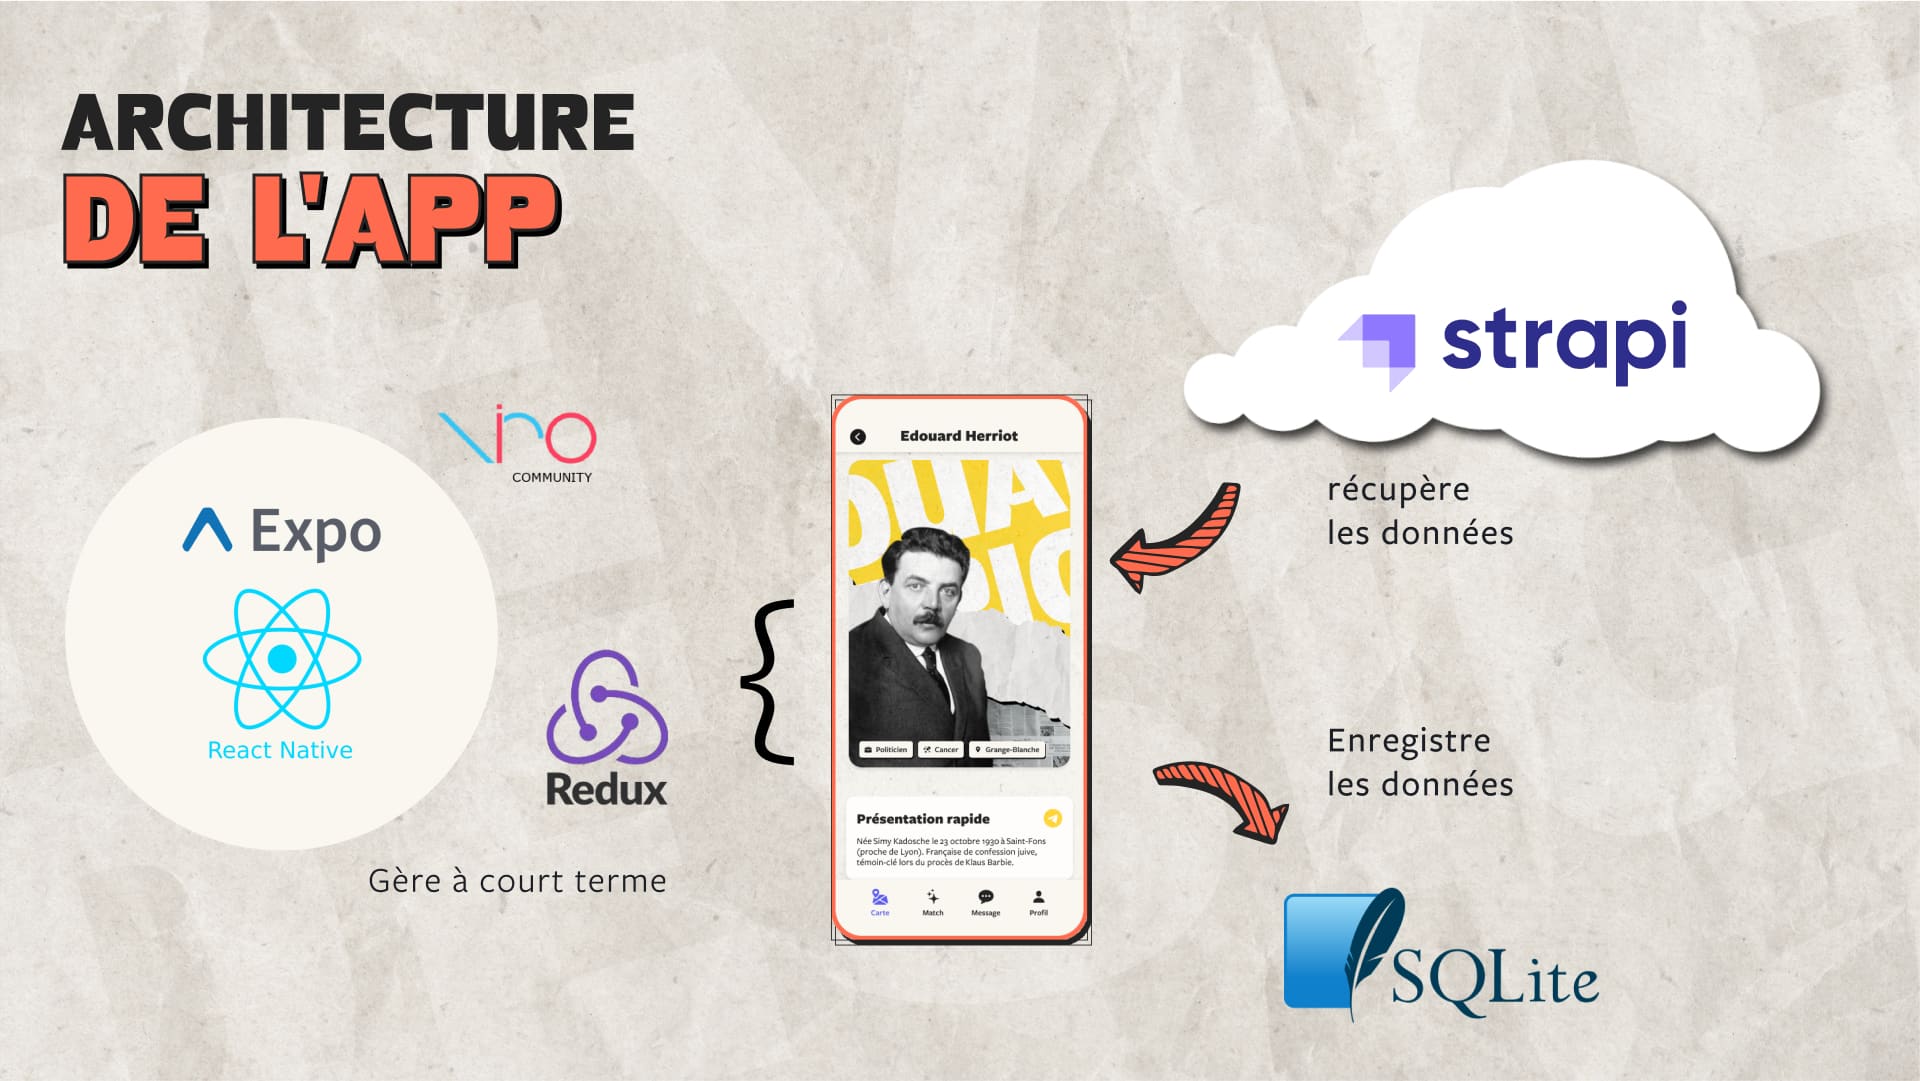 ARCHITECTURE
DE L'APP
strapi
Viro
COMMUNITY
Expo
React Native
Redux
Gère à court terme
Edouard Herriot
Politicien
Cancer
Grange-Blanche
Présentation rapide
Née Simy Kadosche le 23 octobre 1930 à Saint-Fons
(proche de Lyon). Française de confession juive,
témoin-clé lors du procès de Klaus Barbie.
Carte
Match
Message
Profil
récupère
les données
Enregistre
les données
SQLite